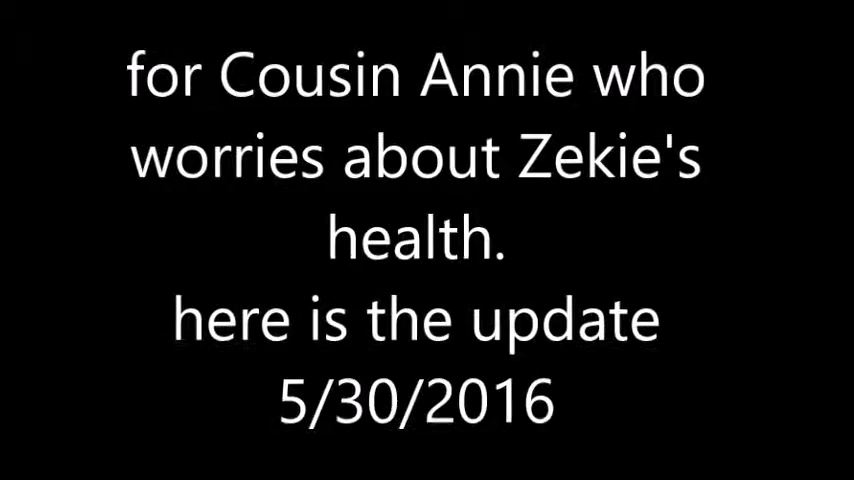 for Cousin Annie who
worries about Zekie's
health.
here is the update
5/30/2016